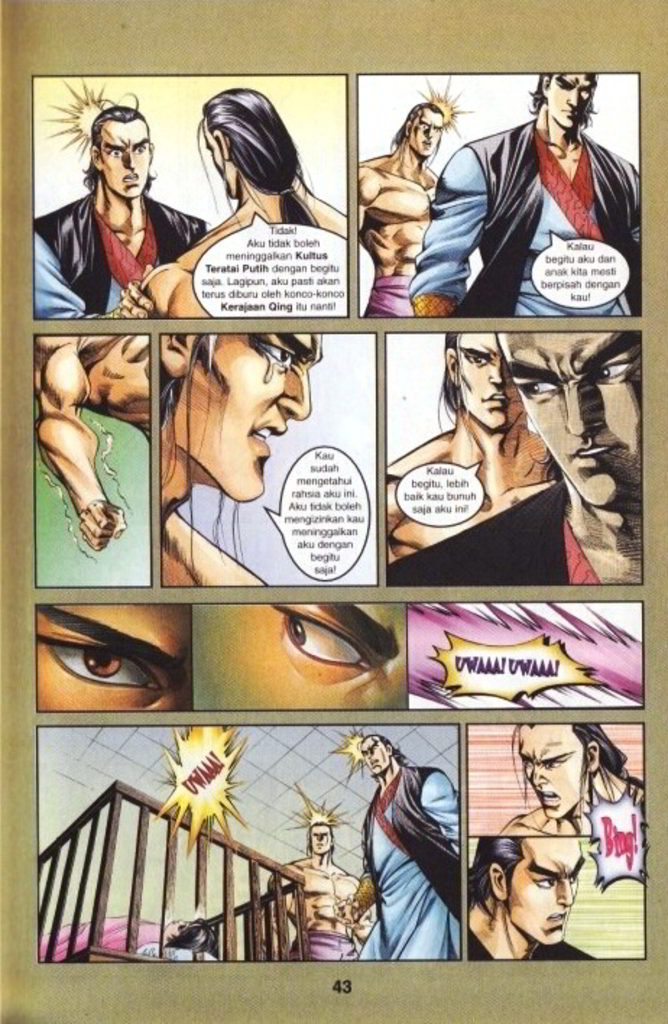 Tidak!
Aku tidak boleh
meninggalkan Kultus
Teratai Putih dengan begitu
saja. Lagipun, aku pasti akan
terus diburu oleh konco-konco
Kerajaan Qing itu nanti!
Kalau
begitu aku dan
anak kita mesti
berpisah dengan
kau!
Kau
sudah
mengetahui
rahsia aku ini.
Aku tidak boleh
mengizinkan kau
meninggalkan
aku dengan
begitu
saja!
Kalau
begitu, lebih
baik kau bunuh
saja aku ini!
UWAAA! UWAAA!
UWAA!
Bing!
43